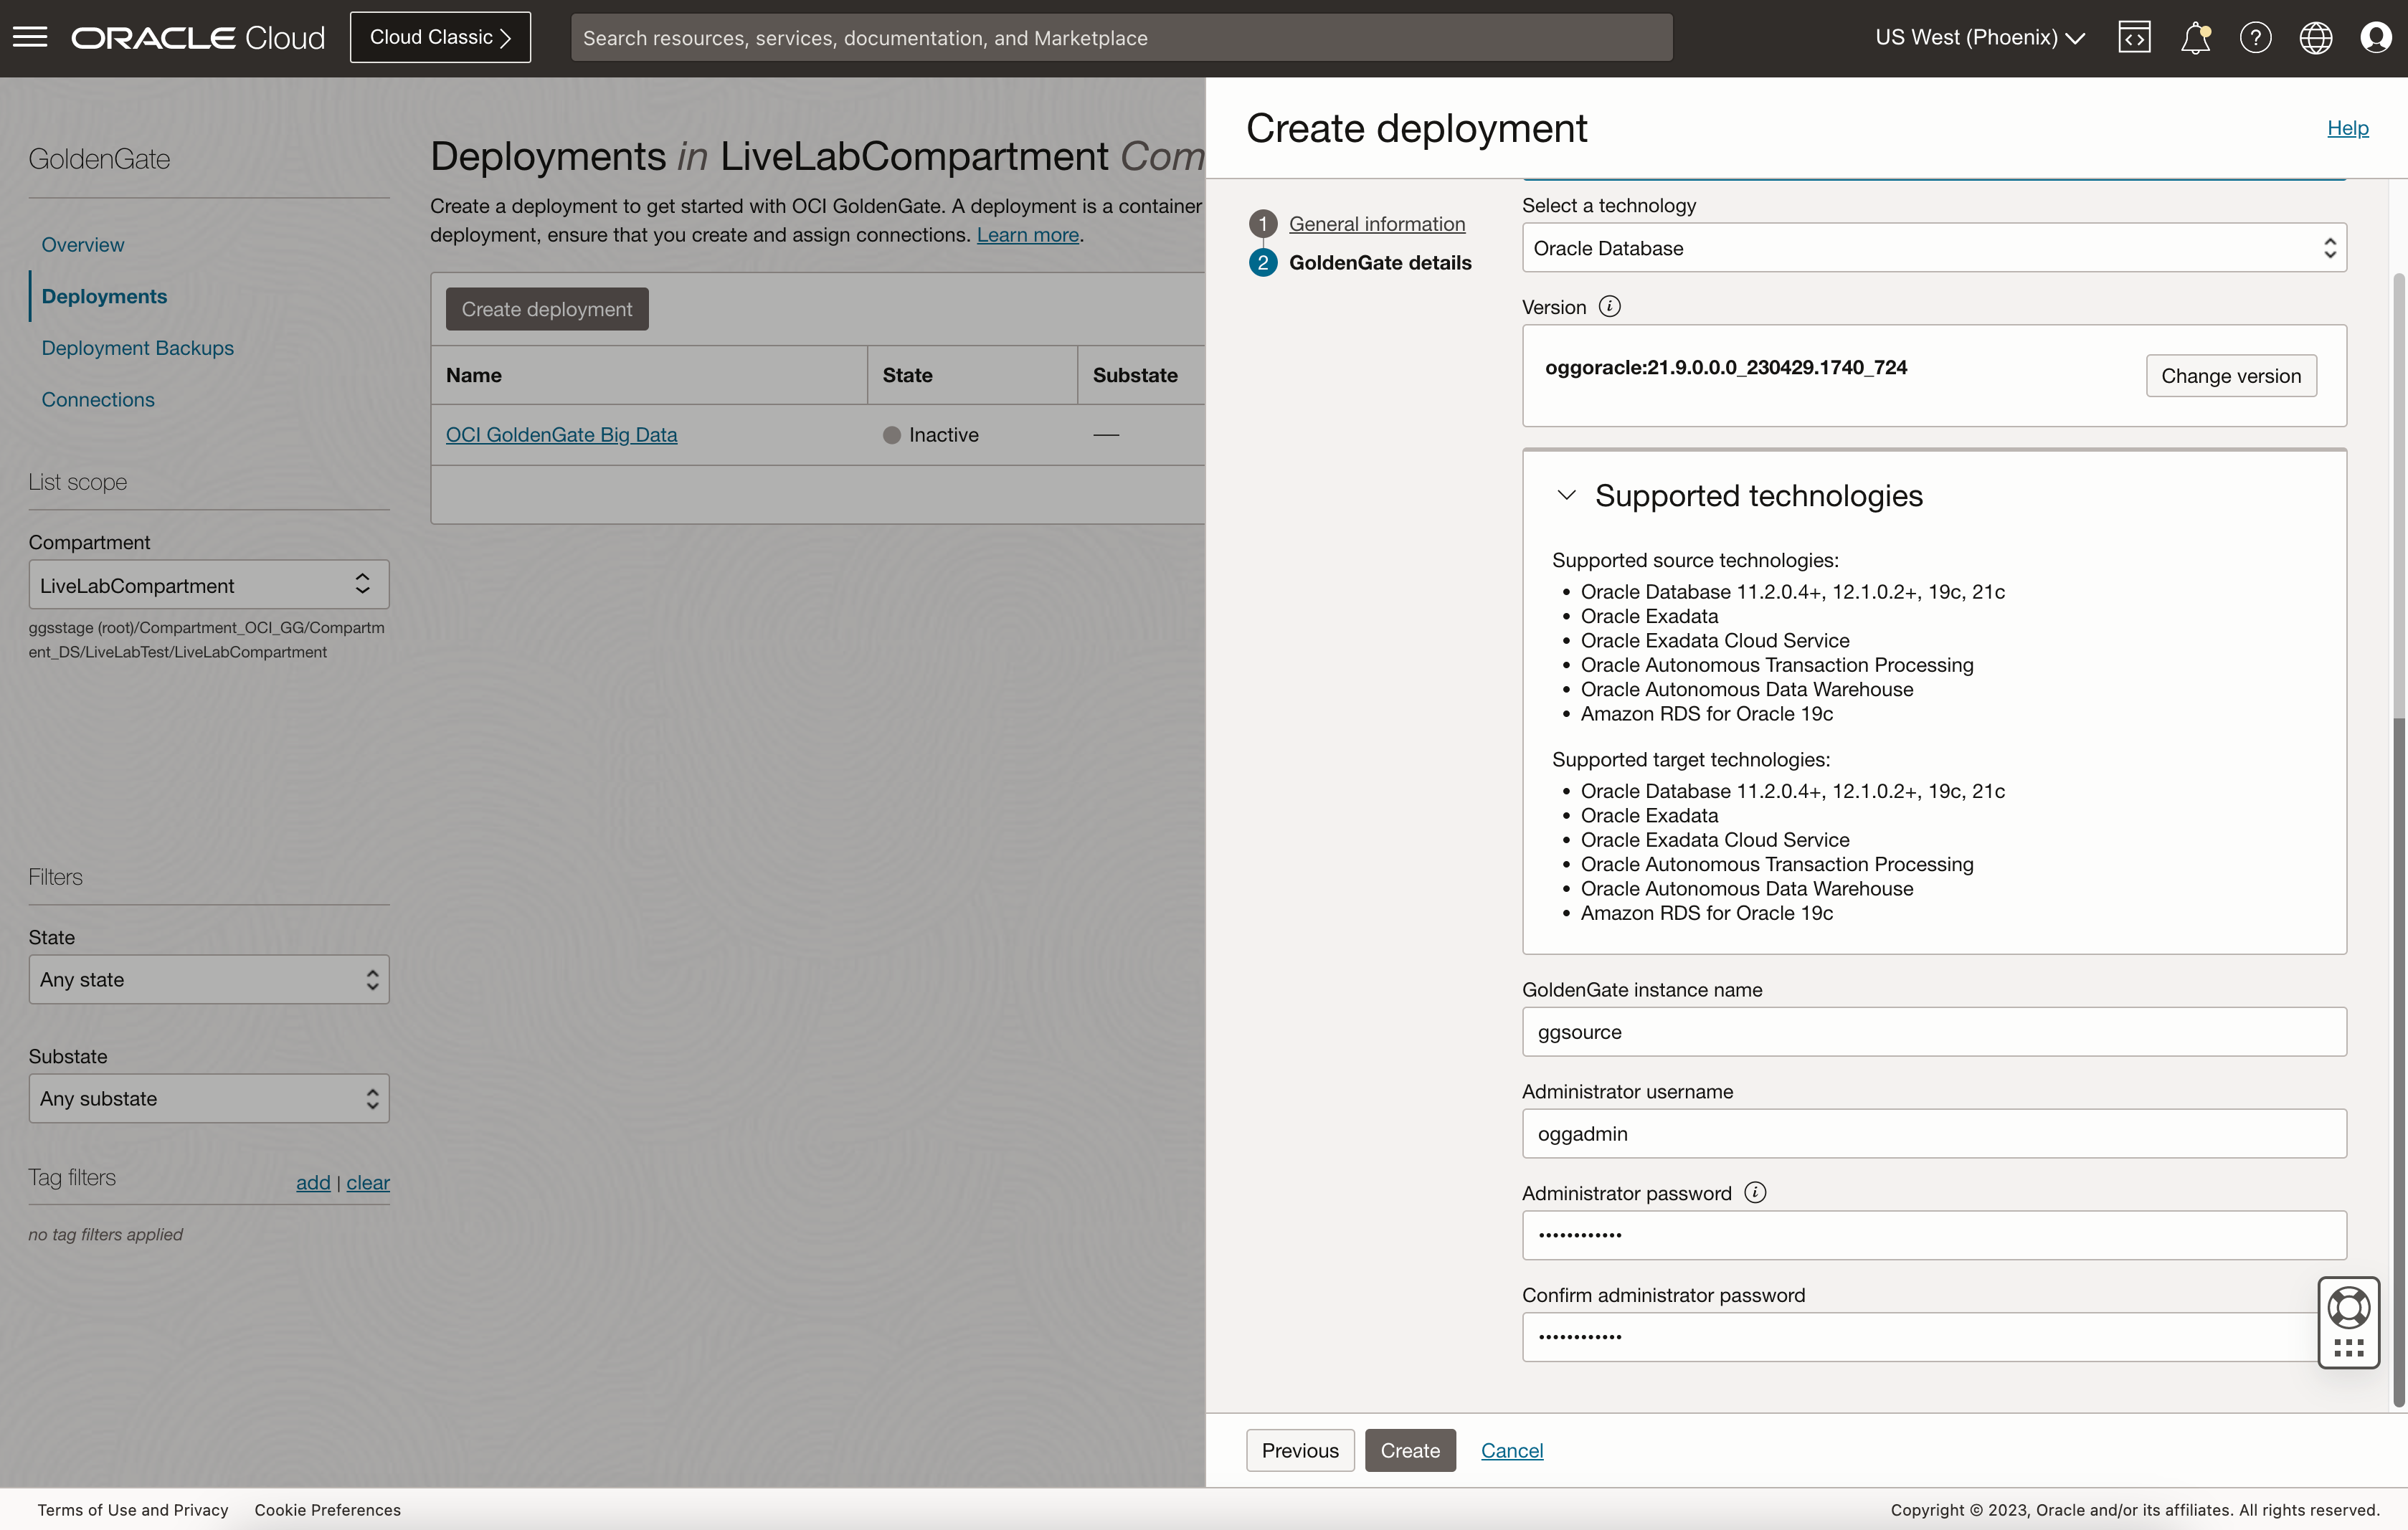 ORACLE Cloud
Cloud Classic
Search resources, services, documentation, and Marketplace
US West (Phoenix)
GoldenGate
Overview
Deployments
Deployment Backups
Connections
List scope
Compartment
LiveLabCompartment
ggsstage (root)/Compartment_OCI_GG/Compartm
ent_DS/LiveLabTest/LiveLabCompartment
Filters
State
Any state
Substate
Any substate
Tag filters
add | clear
no tag filters applied
Deployments in LiveLabCompartment Com
Create a deployment to get started with OCI GoldenGate. A deployment is a container
deployment, ensure that you create and assign connections. Learn more.
Create deployment
Name State Substate
OCI GoldenGate Big Data Inactive —
Create deployment
Help
1 General information
2 GoldenGate details
Select a technology
Oracle Database
Version
oggoracle:21.9.0.0.0_230429.1740_724
Change version
Supported technologies
Supported source technologies:
• Oracle Database 11.2.0.4+, 12.1.0.2+, 19c, 21c
• Oracle Exadata
• Oracle Exadata Cloud Service
• Oracle Autonomous Transaction Processing
• Oracle Autonomous Data Warehouse
• Amazon RDS for Oracle 19c
Supported target technologies:
• Oracle Database 11.2.0.4+, 12.1.0.2+, 19c, 21c
• Oracle Exadata
• Oracle Exadata Cloud Service
• Oracle Autonomous Transaction Processing
• Oracle Autonomous Data Warehouse
• Amazon RDS for Oracle 19c
GoldenGate instance name
ggsource
Administrator username
oggadmin
Administrator password
••••••••••••
Confirm administrator password
••••••••••••
Previous
Create
Cancel
Terms of Use and Privacy
Cookie Preferences
Copyright © 2023, Oracle and/or its affiliates. All rights reserved.